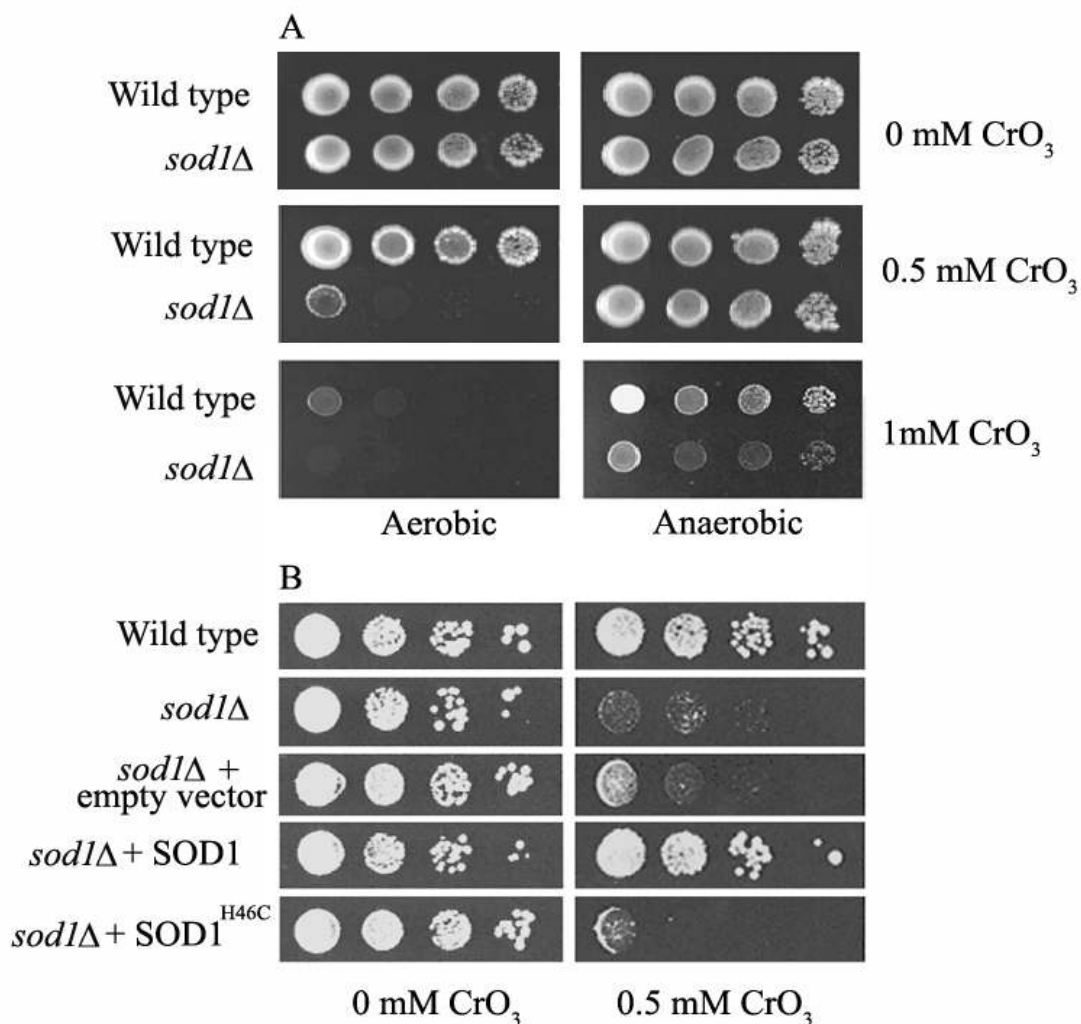 A
Wild type
sod1Δ
0 mM CrO₃
Wild type
sod1Δ
0.5 mM CrO₃
Wild type
sod1Δ
1mM CrO₃
Aerobic
Anaerobic
B
Wild type
sod1Δ
sod1Δ +
empty vector
sod1Δ + SOD1
sod1Δ + SOD1ᴴ⁴⁶ᶜ
0 mM CrO₃
0.5 mM CrO₃